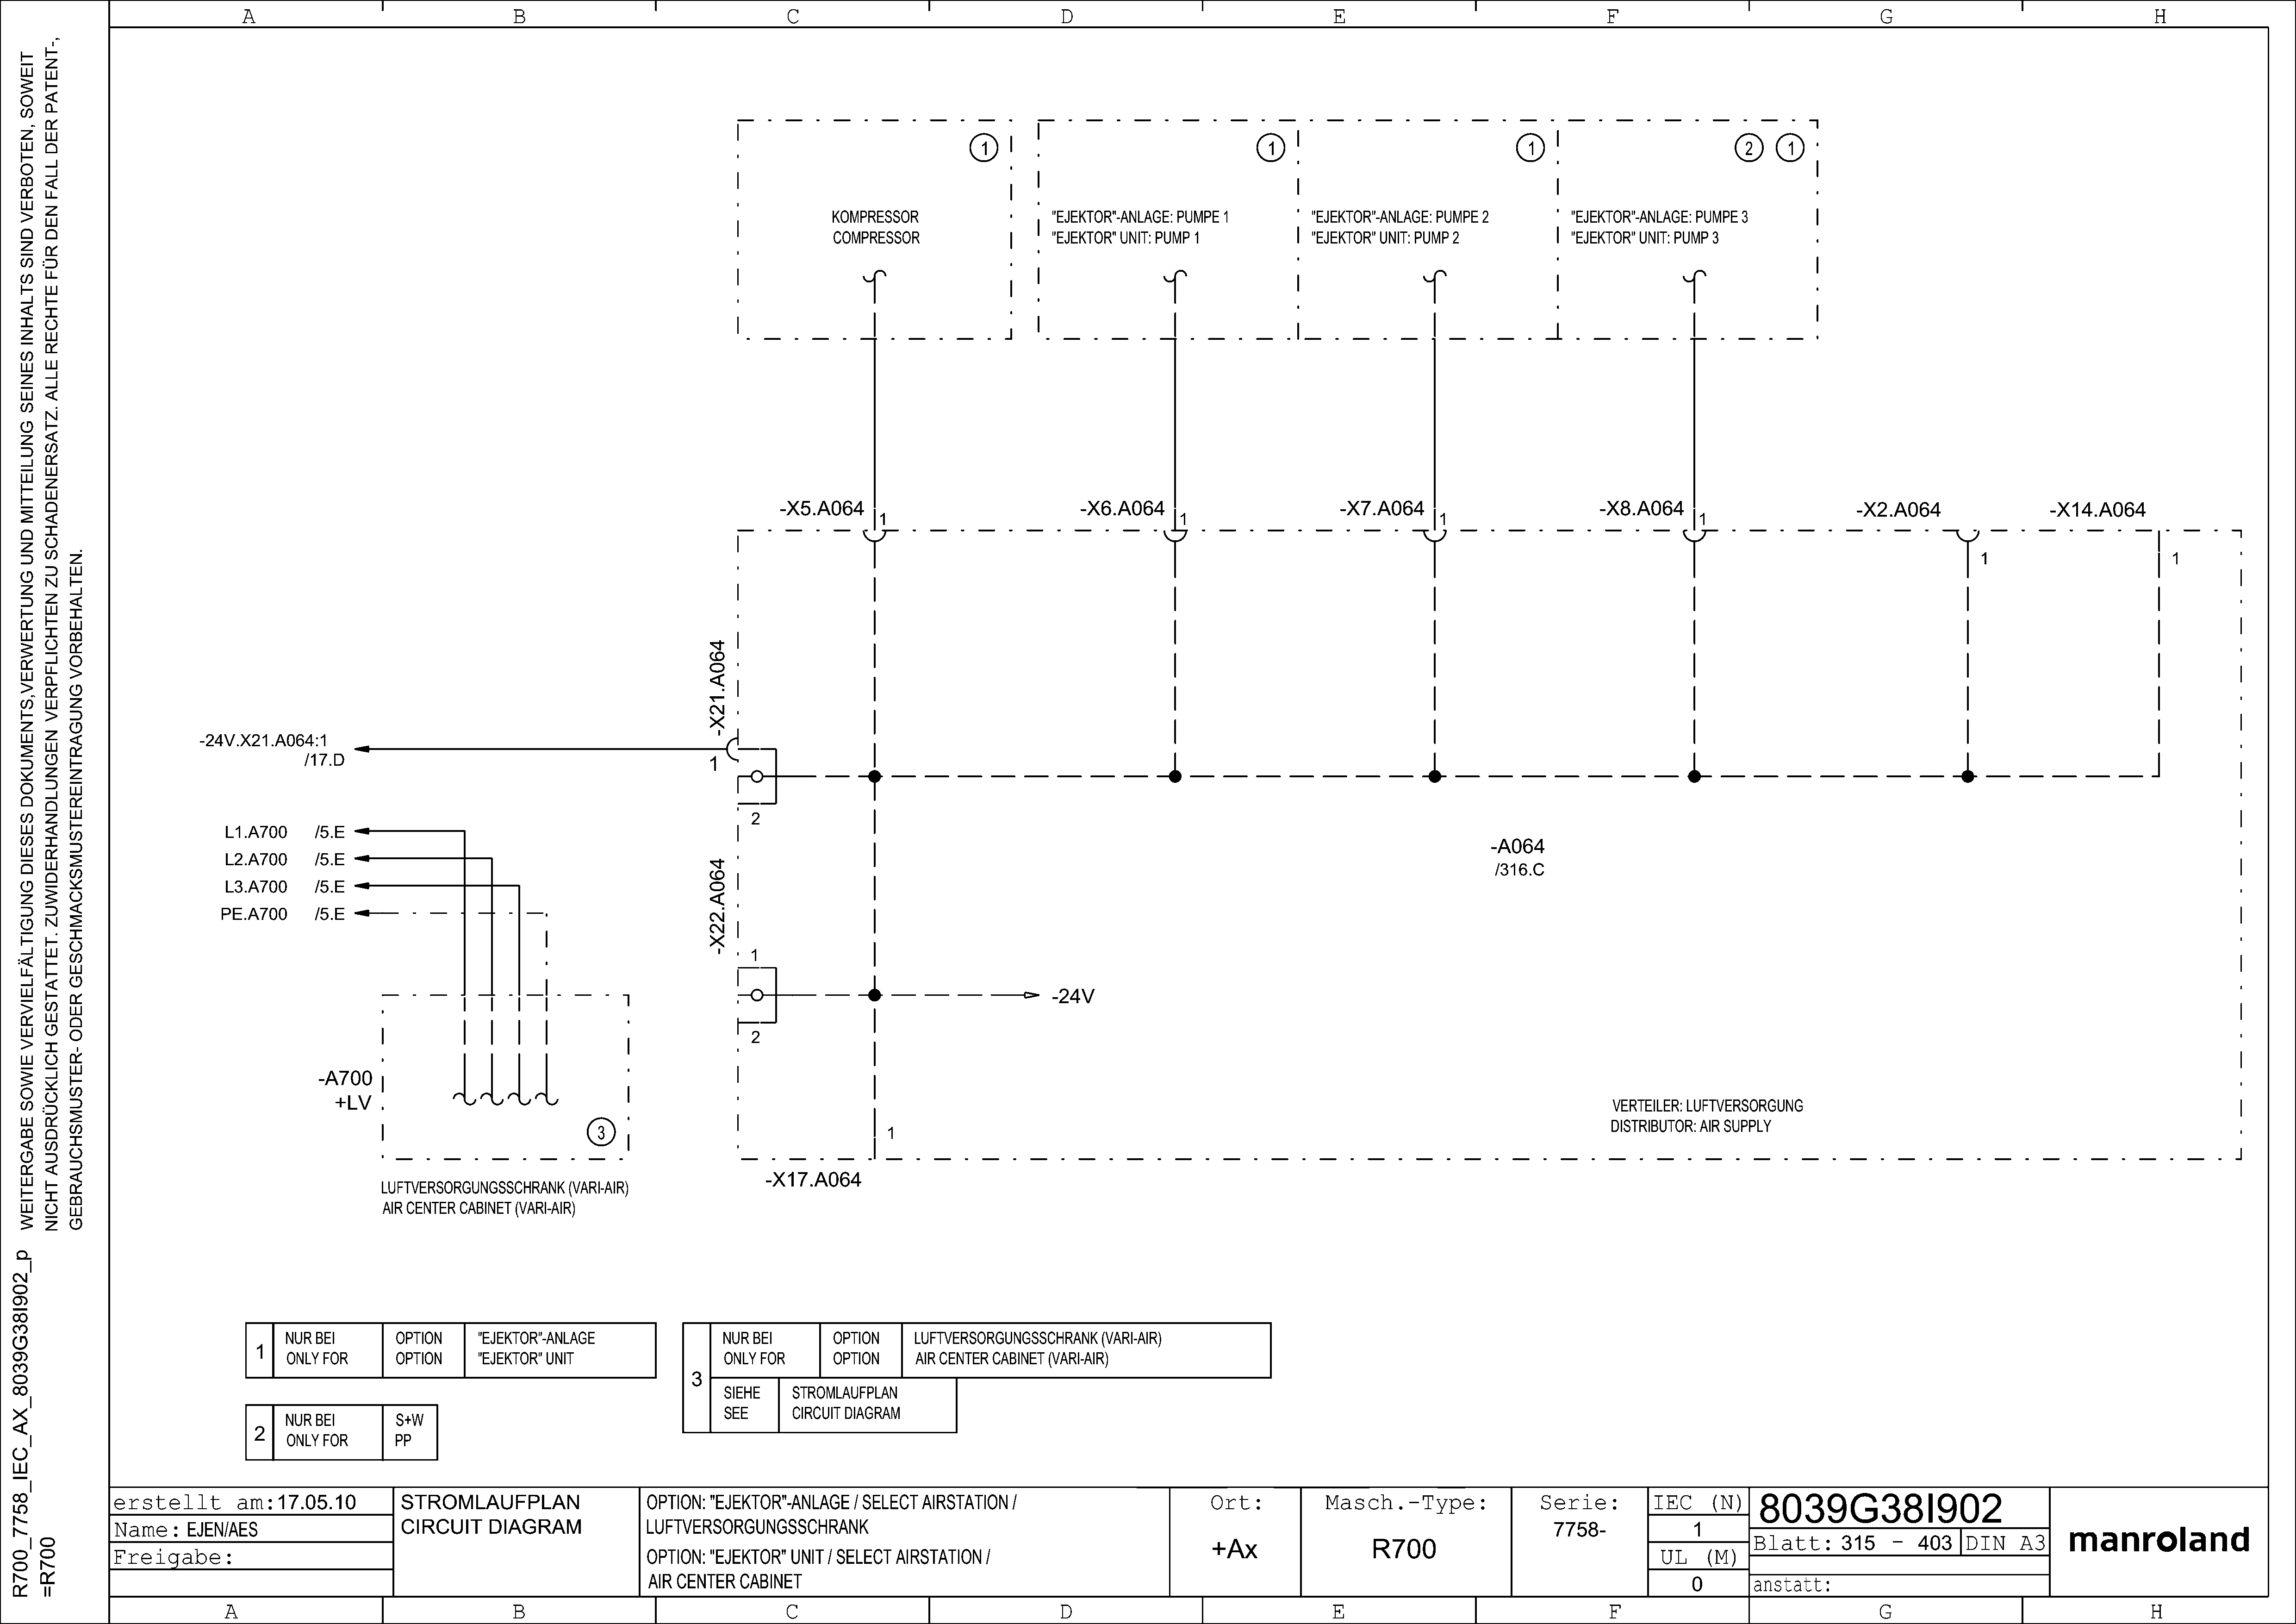 A B C D E F G H
WEITERGABE SOWIE VERVIELFÄLTIGUNG DIESES DOKUMENTS,VERWERTUNG UND MITTEILUNG SEINES INHALTS SIND VERBOTEN, SOWEIT
NICHT AUSDRÜCKLICH GESTATTET. ZUWIDERHANDLUNGEN VERPFLICHTEN ZU SCHADENERSATZ. ALLE RECHTE FÜR DEN FALL DER PATENT-,
GEBRAUCHSMUSTER- ODER GESCHMACKSMUSTEREINTRAGUNG VORBEHALTEN.
R700_7758_IEC_AX_8039G38I902_p
=R700
1 1 1 2 1
KOMPRESSOR
COMPRESSOR
"EJEKTOR"-ANLAGE: PUMPE 1
"EJEKTOR" UNIT: PUMP 1
"EJEKTOR"-ANLAGE: PUMPE 2
"EJEKTOR" UNIT: PUMP 2
"EJEKTOR"-ANLAGE: PUMPE 3
"EJEKTOR" UNIT: PUMP 3
-X5.A064 1
-X6.A064 1
-X7.A064 1
-X8.A064 1
-X2.A064
1
-X14.A064
1
-X21.A064
1
2
-24V.X21.A064:1
/17.D
L1.A700 /5.E
L2.A700 /5.E
L3.A700 /5.E
PE.A700 /5.E
-A064
/316.C
-X22.A064
1
2
-24V
-A700
+LV
3
LUFTVERSORGUNGSSCHRANK (VARI-AIR)
AIR CENTER CABINET (VARI-AIR)
1
-X17.A064
VERTEILER: LUFTVERSORGUNG
DISTRIBUTOR: AIR SUPPLY
1
NUR BEI OPTION "EJEKTOR"-ANLAGE
ONLY FOR OPTION "EJEKTOR" UNIT
2
NUR BEI S+W
ONLY FOR PP
3
NUR BEI OPTION LUFTVERSORGUNGSSCHRANK (VARI-AIR)
ONLY FOR OPTION AIR CENTER CABINET (VARI-AIR)
SIEHE STROMLAUFPLAN
SEE CIRCUIT DIAGRAM
erstellt am:17.05.10
Name: EJEN/AES
Freigabe:
STROMLAUFPLAN
CIRCUIT DIAGRAM
OPTION: "EJEKTOR"-ANLAGE / SELECT AIRSTATION /
LUFTVERSORGUNGSSCHRANK
OPTION: "EJEKTOR" UNIT / SELECT AIRSTATION /
AIR CENTER CABINET
Ort:
+Ax
Masch.-Type:
R700
Serie:
7758-
IEC (N)
1
UL (M)
0
8039G38I902
Blatt: 315 - 403 DIN A3
anstatt:
manroland
A B C D E F G H